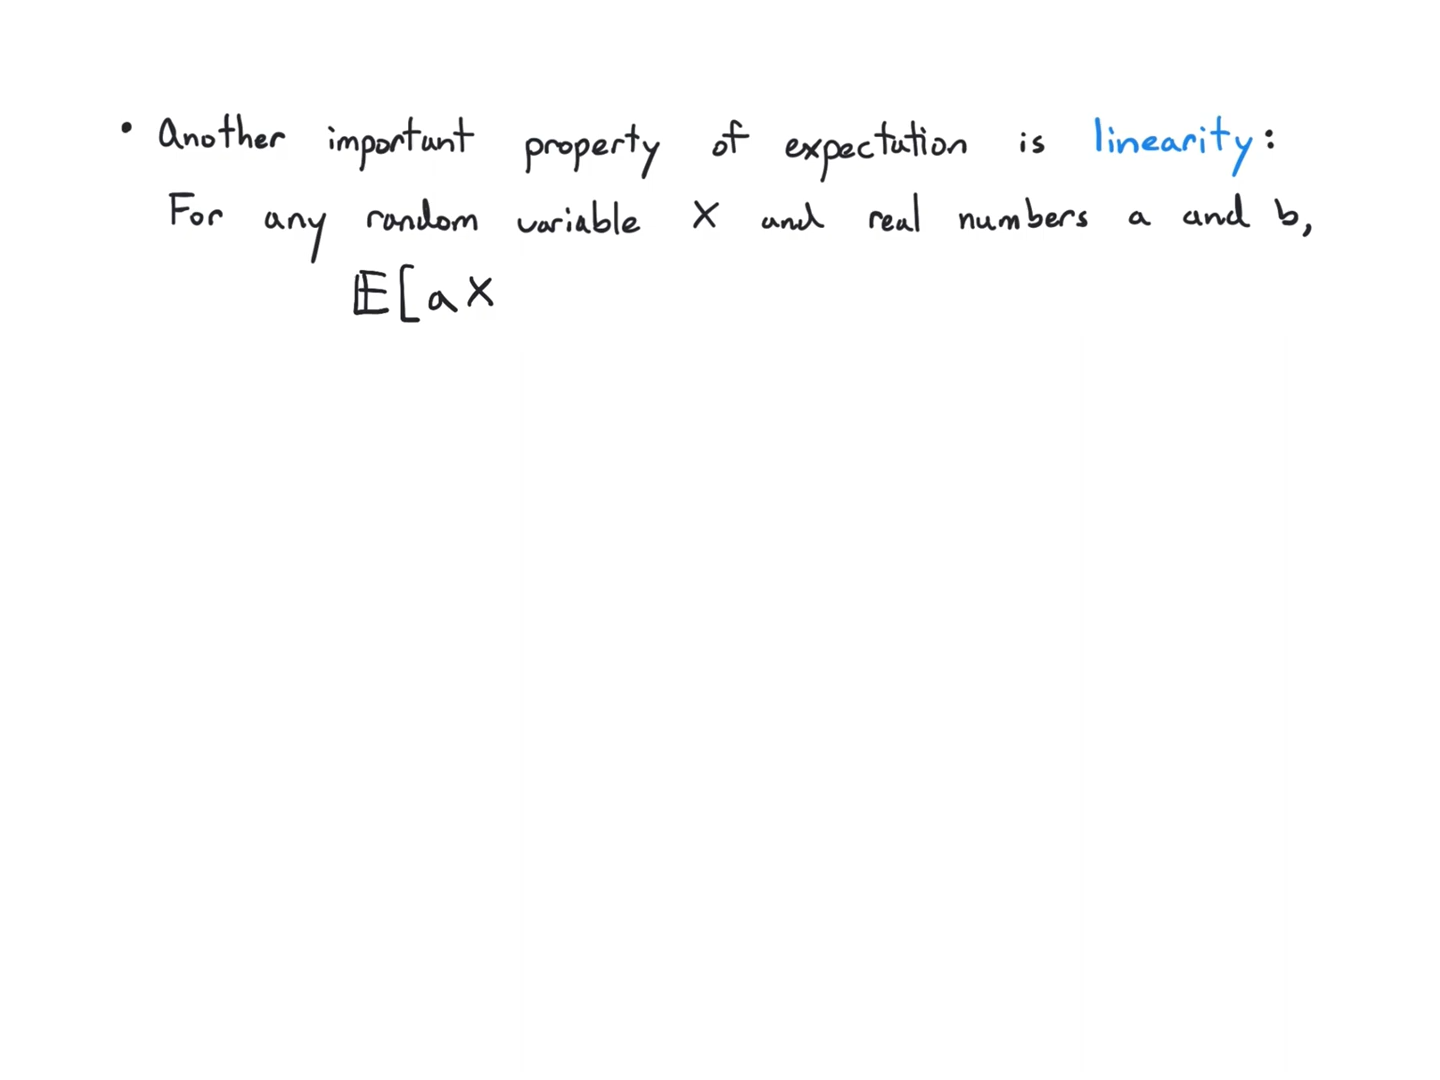 • Another important property of expectation is linearity:
For any random variable X and real numbers a and b,
𝔼[aX